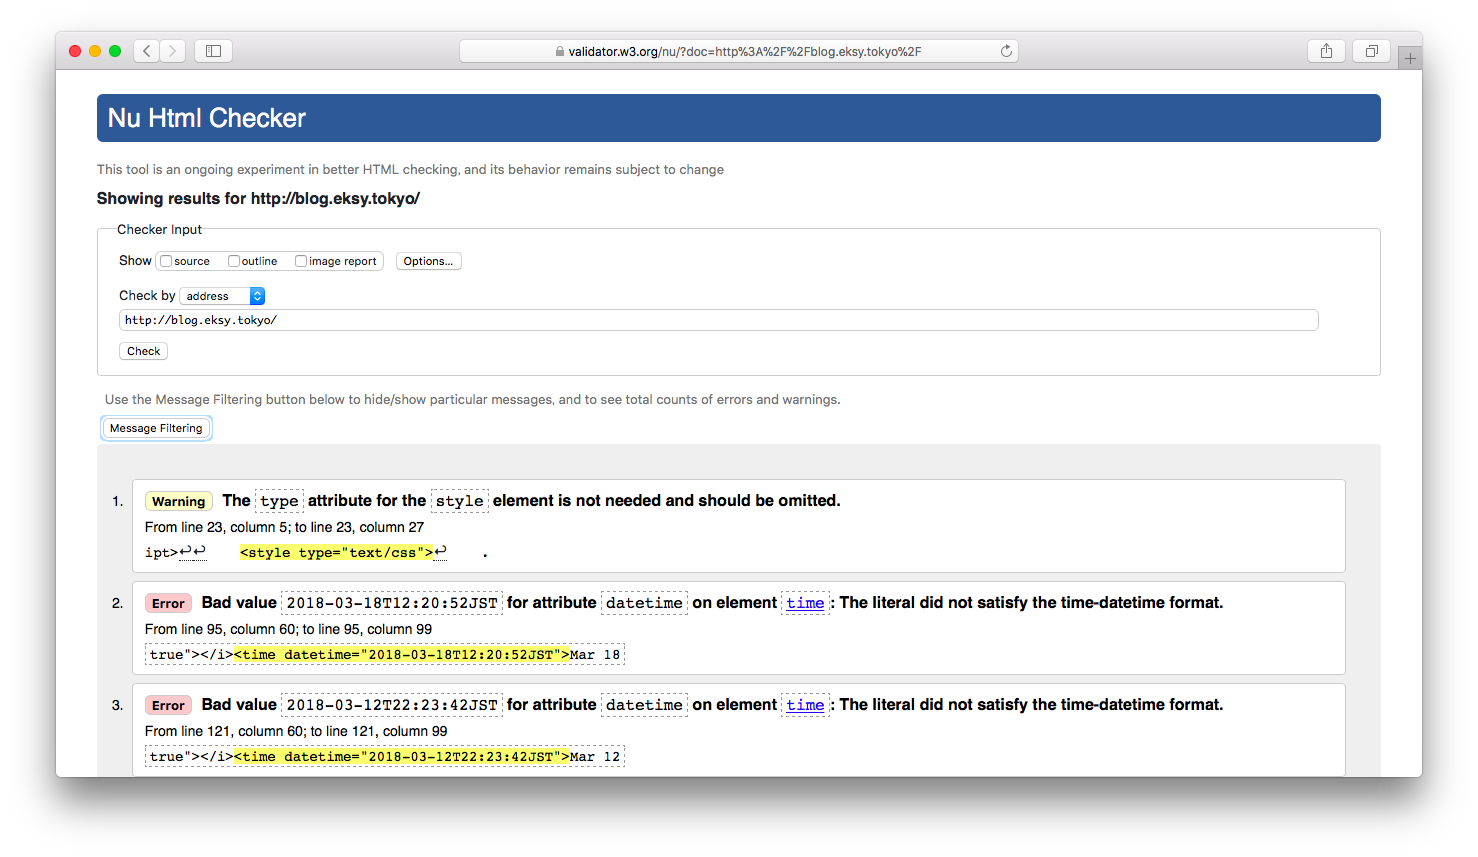 validator.w3.org/nu/?doc=http%3A%2F%2Fblog.eksy.tokyo%2F
Nu Html Checker
This tool is an ongoing experiment in better HTML checking, and its behavior remains subject to change
Showing results for http://blog.eksy.tokyo/
Checker Input
Show source outline image report Options...
Check by address
http://blog.eksy.tokyo/
Check
Use the Message Filtering button below to hide/show particular messages, and to see total counts of errors and warnings.
Message Filtering
1. Warning The type attribute for the style element is not needed and should be omitted.
From line 23, column 5; to line 23, column 27
ipt>↩↩ <style type="text/css">↩ .
2. Error Bad value 2018-03-18T12:20:52JST for attribute datetime on element time: The literal did not satisfy the time-datetime format.
From line 95, column 60; to line 95, column 99
true"></i><time datetime="2018-03-18T12:20:52JST">Mar 18
3. Error Bad value 2018-03-12T22:23:42JST for attribute datetime on element time: The literal did not satisfy the time-datetime format.
From line 121, column 60; to line 121, column 99
true"></i><time datetime="2018-03-12T22:23:42JST">Mar 12